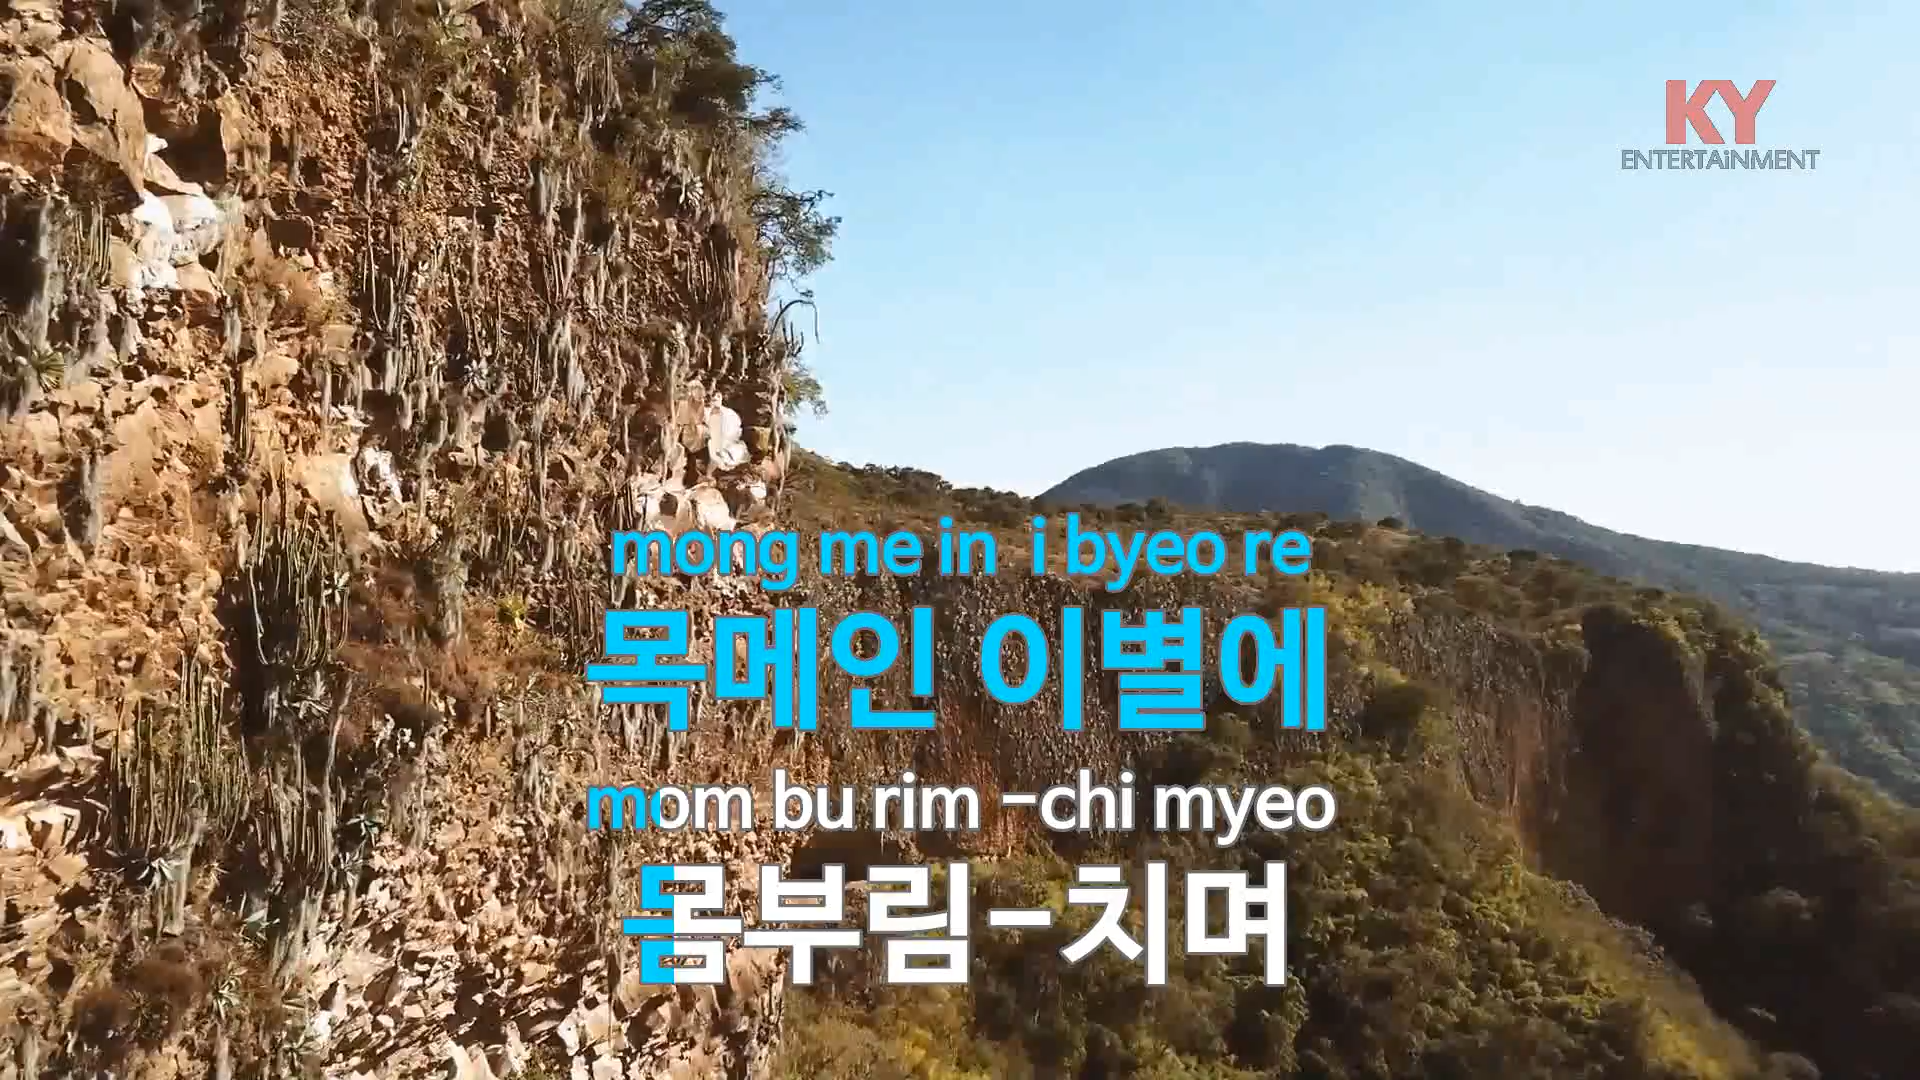 KY
ENTERTAiNMENT
mong me in i byeo re
목메인 이별에
mom bu rim -chi myeo
몸부림-치며